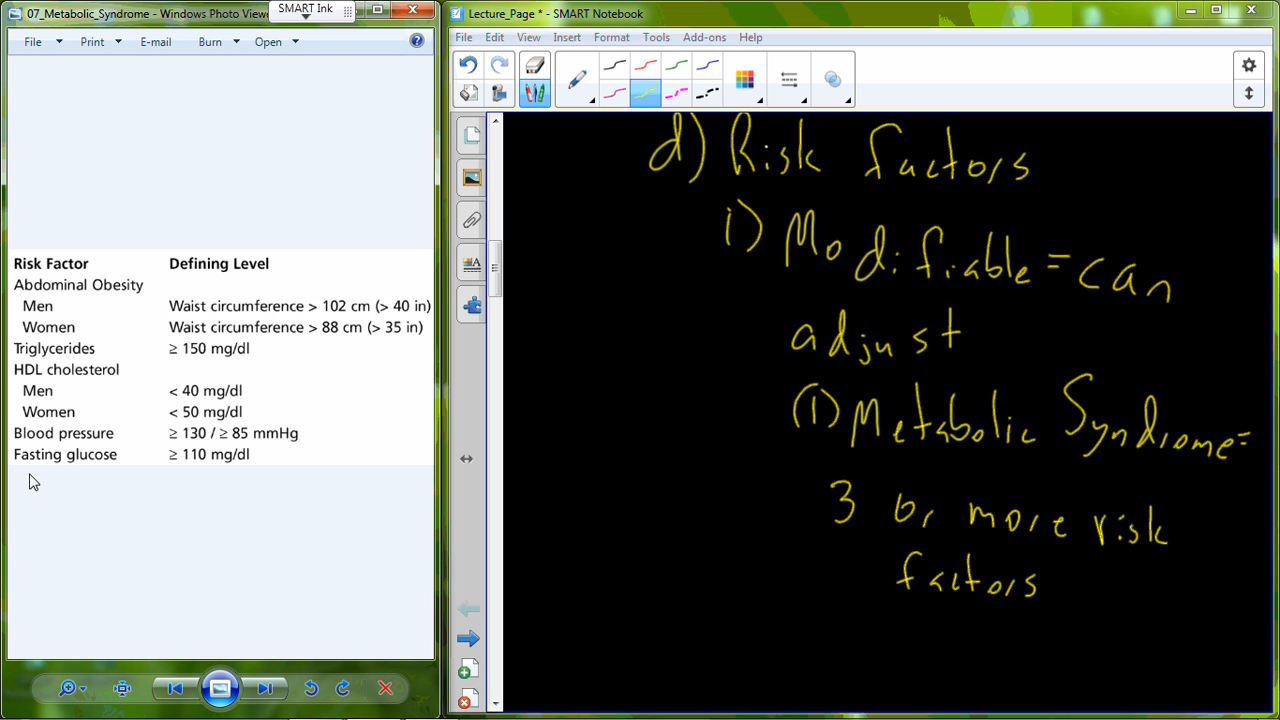 07_Metabolic_Syndrome - Windows Photo Viewe
SMART Ink
File Print E-mail Burn Open
Risk Factor Defining Level
Abdominal Obesity
Men Waist circumference > 102 cm (> 40 in)
Women Waist circumference > 88 cm (> 35 in)
Triglycerides ≥ 150 mg/dl
HDL cholesterol
Men < 40 mg/dl
Women < 50 mg/dl
Blood pressure ≥ 130 / ≥ 85 mmHg
Fasting glucose ≥ 110 mg/dl
Lecture_Page * - SMART Notebook
File Edit View Insert Format Tools Add-ons Help
d) Risk factors
i) Modifiable = can
adjust
(1) Metabolic Syndrome=
3 or more risk
factors